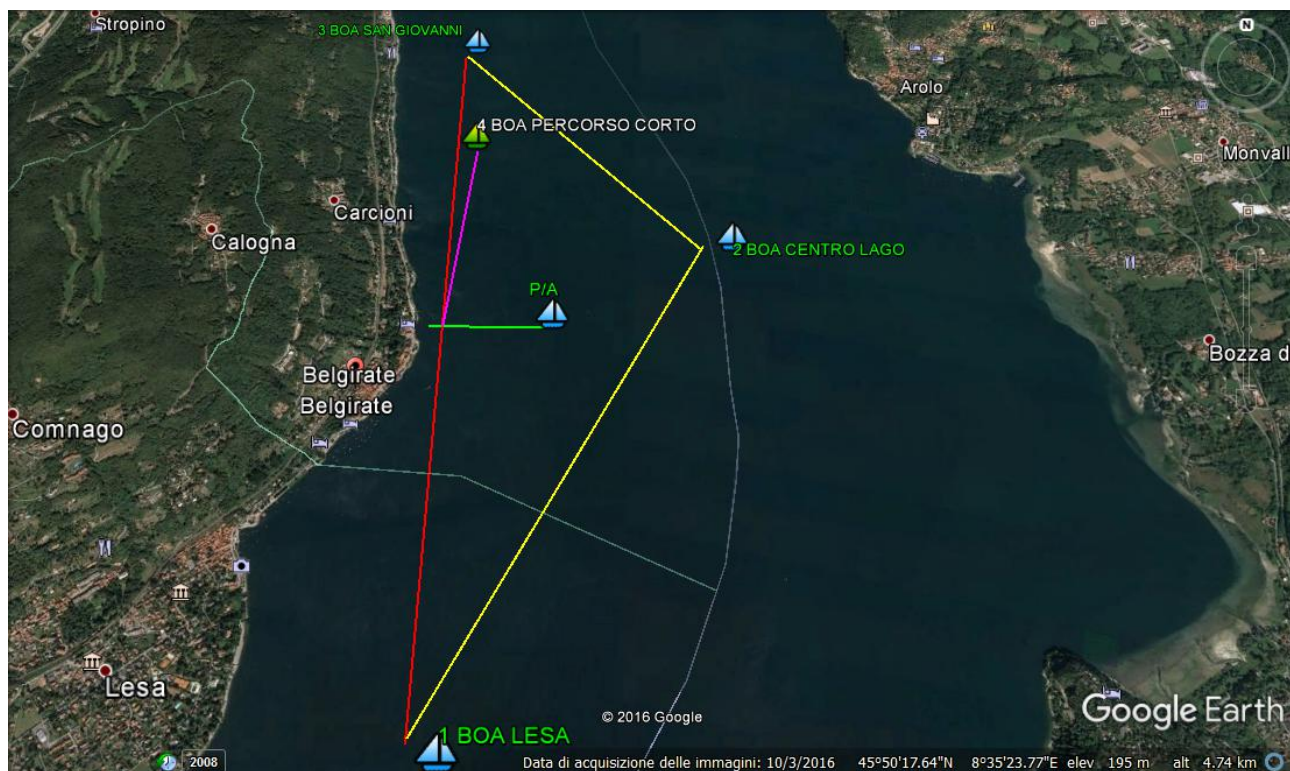 Stropino
3 BOA SAN GIOVANNI
N
Arolo
4 BOA PERCORSO CORTO
Monvall
Carcioni
Calogna
2 BOA CENTRO LAGO
P/A
Bozza d
Belgirate
Belgirate
Comnago
Lesa
1 BOA LESA
© 2016 Google
Google Earth
2008
Data di acquisizione delle immagini: 10/3/2016 45°50'17.64"N 8°35'23.77"E elev 195 m alt 4.74 km